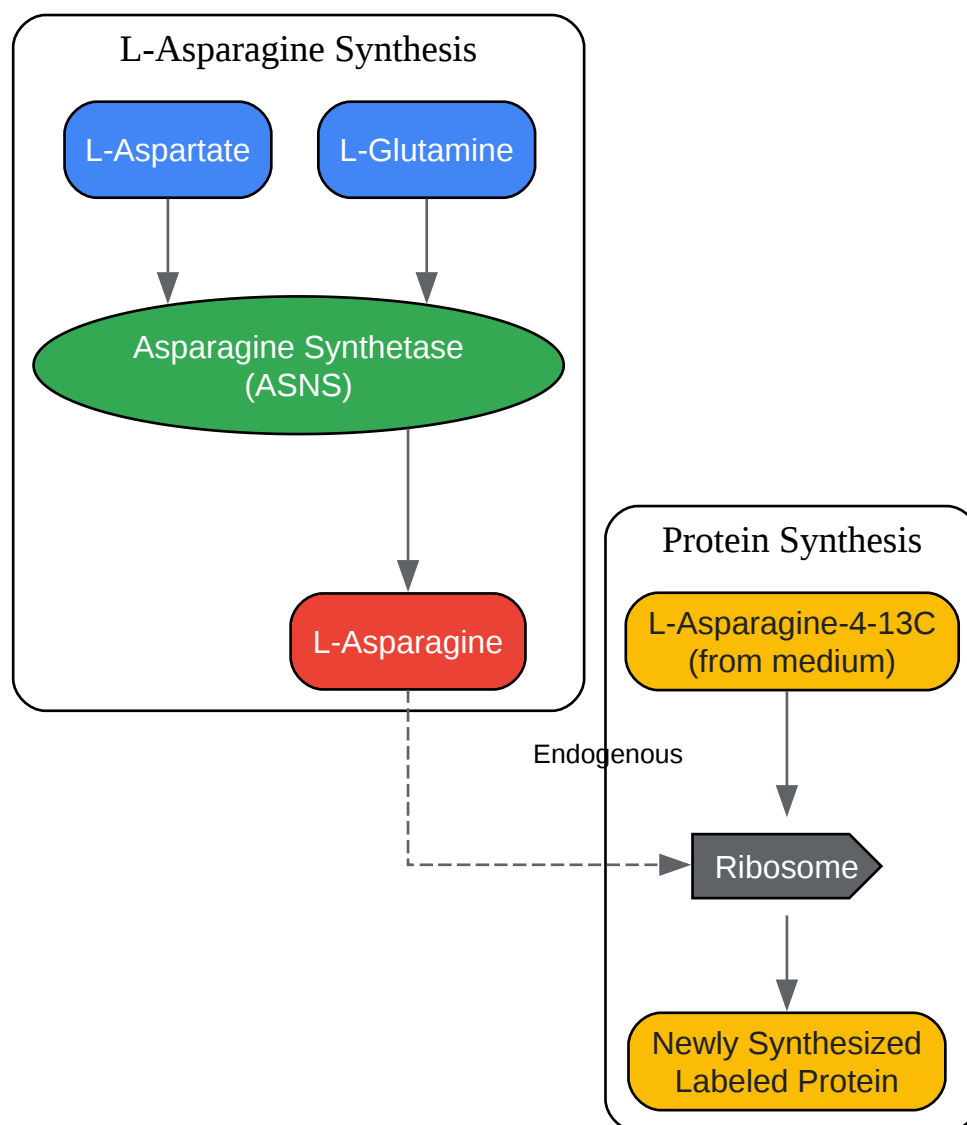 L-Asparagine Synthesis
L-Aspartate
L-Glutamine
Asparagine Synthetase
(ASNS)
L-Asparagine
Protein Synthesis
L-Asparagine-4-13C
(from medium)
Endogenous
Ribosome
Newly Synthesized
Labeled Protein